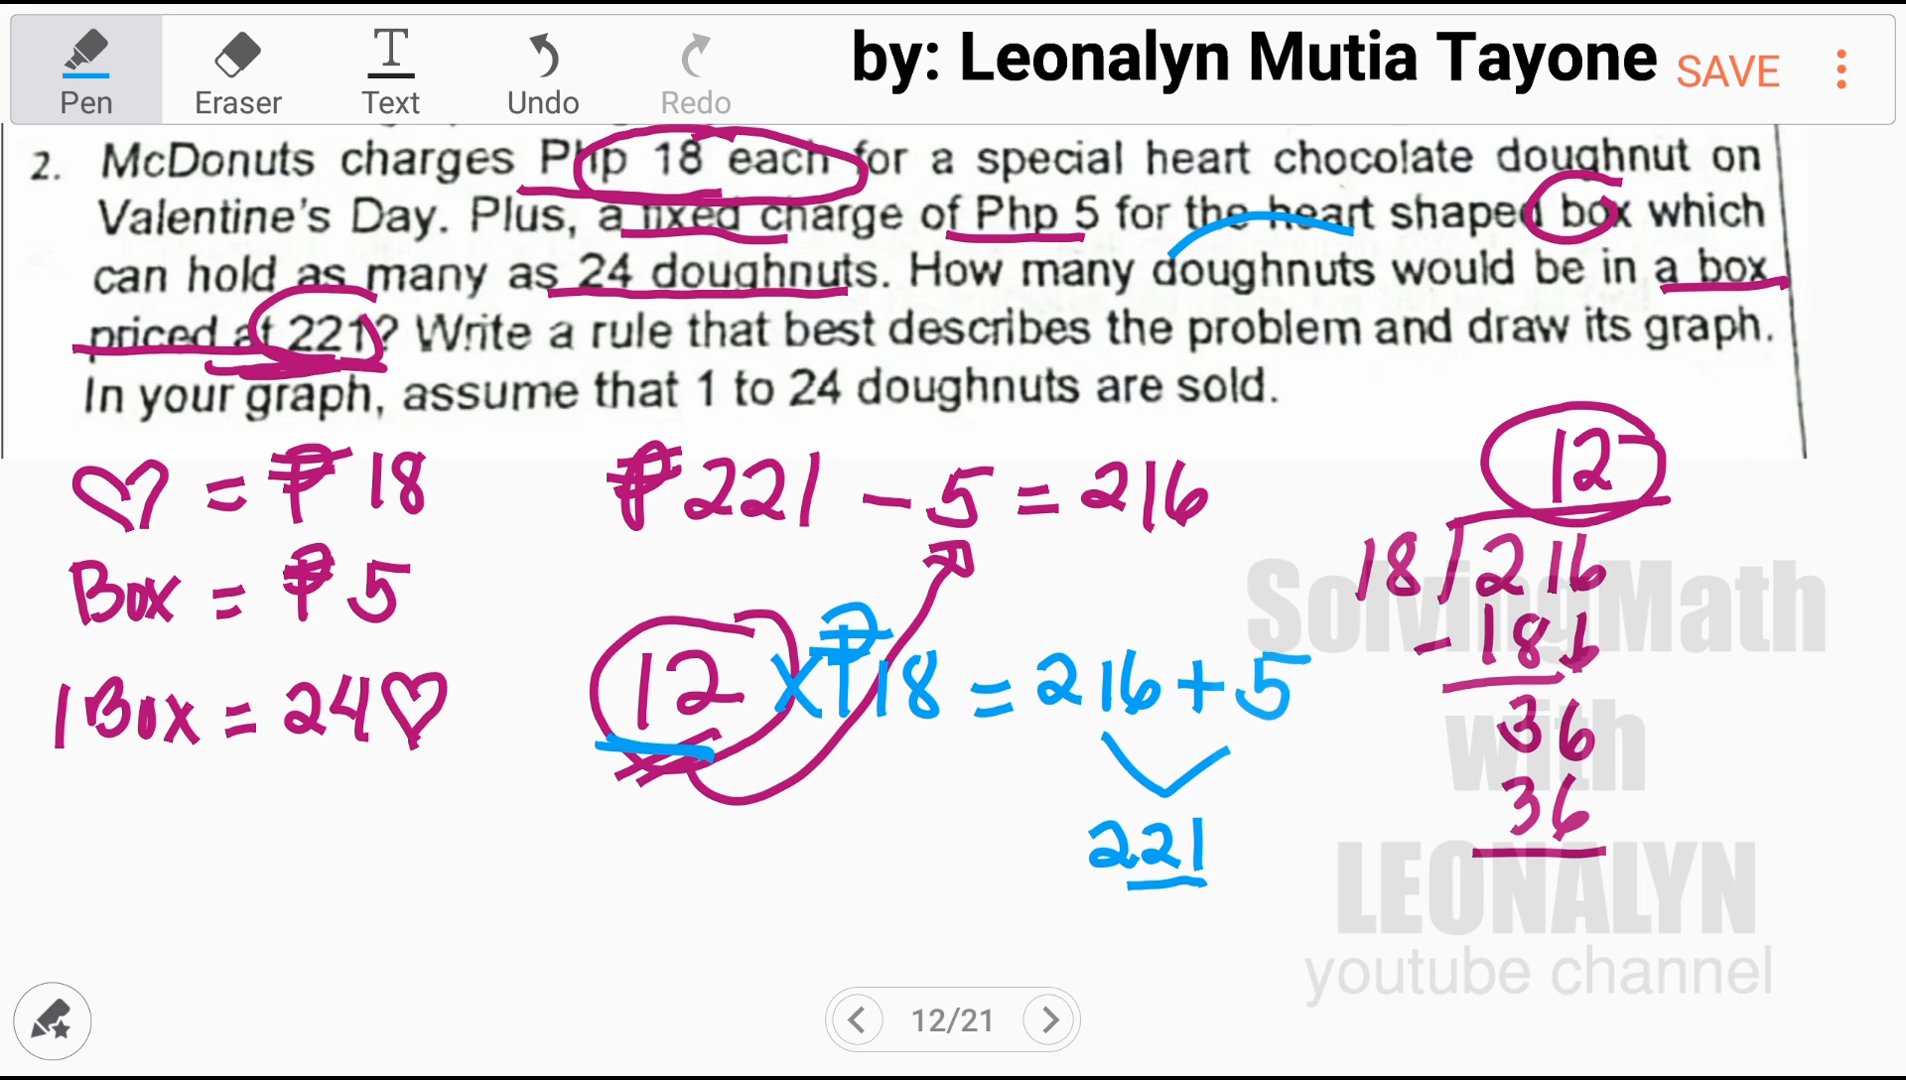 Pen Eraser Text Undo Redo by: Leonalyn Mutia Tayone SAVE
2. McDonuts charges Php 18 each for a special heart chocolate doughnut on
Valentine's Day. Plus, a fixed charge of Php 5 for the heart shaped box which
can hold as many as 24 doughnuts. How many doughnuts would be in a box
priced at 221? Write a rule that best describes the problem and draw its graph.
In your graph, assume that 1 to 24 doughnuts are sold.
♡ = ₱ 18
Box = ₱ 5
1 Box = 24 ♡
₱ 221 - 5 = 216
12 x ₱ 18 = 216 + 5
221
12
18 216
- 18
36
36
SolvingMath
with
LEONALYN
youtube channel
12/21